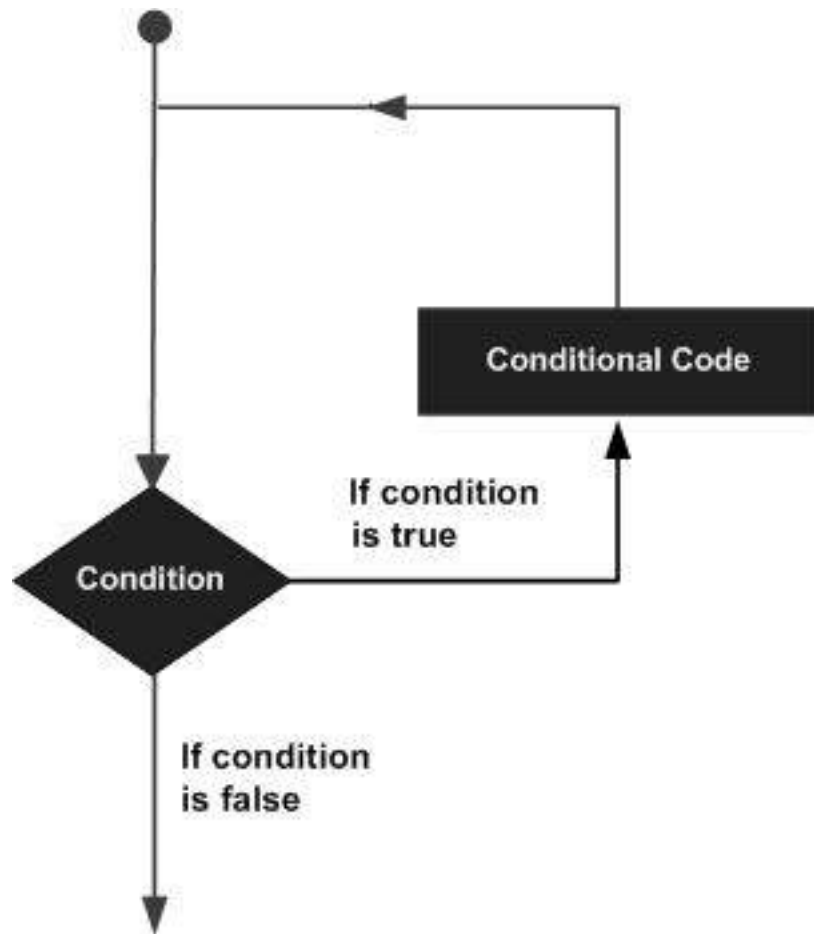 Conditional Code
If condition
is true
Condition
If condition
is false